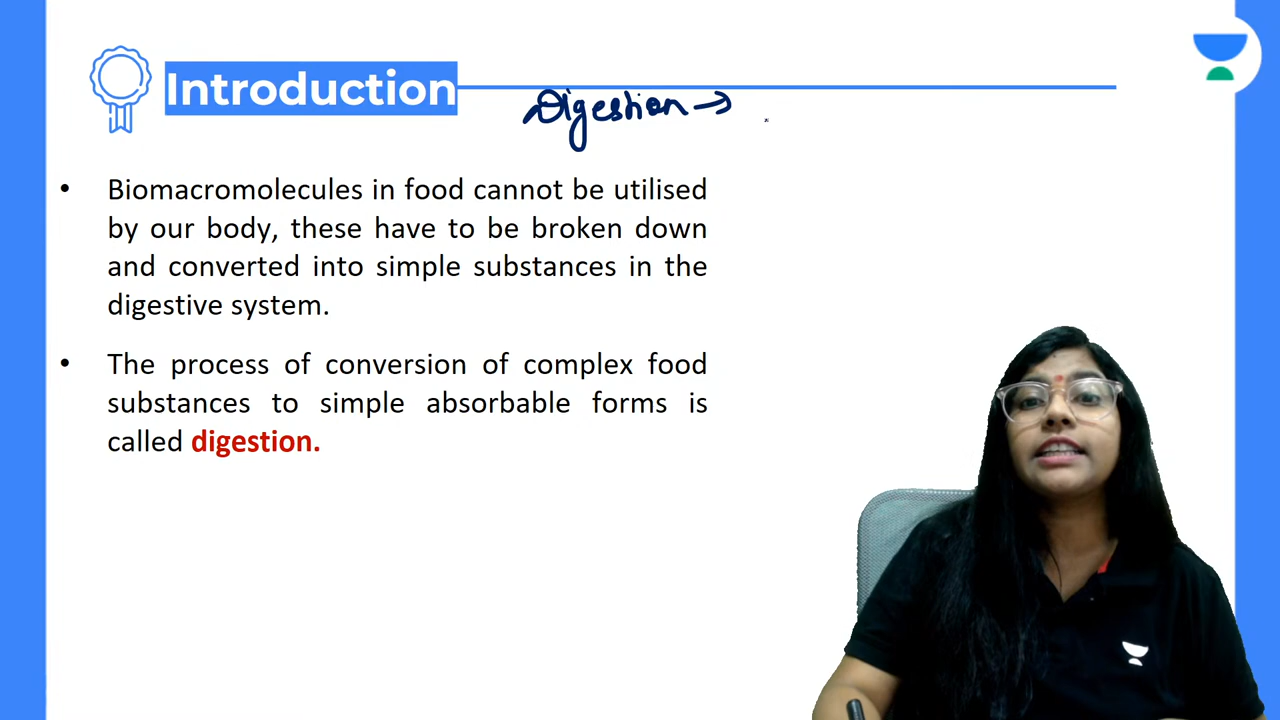 Introduction
Digestion →
• Biomacromolecules in food cannot be utilised
by our body, these have to be broken down
and converted into simple substances in the
digestive system.
• The process of conversion of complex food
substances to simple absorbable forms is
called digestion.